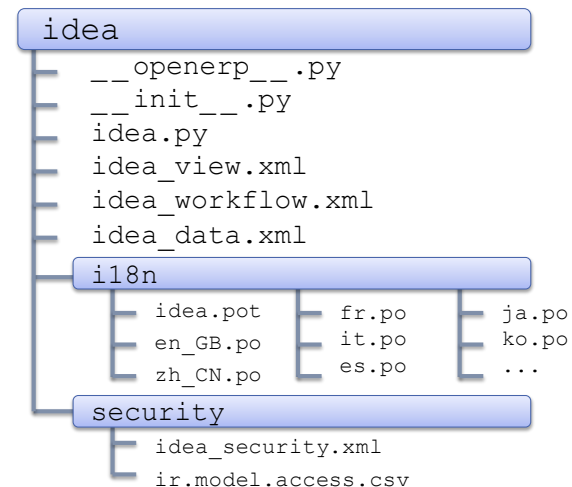 idea
__openerp__.py
__init__.py
idea.py
idea_view.xml
idea_workflow.xml
idea_data.xml
i18n
idea.pot
en_GB.po
zh_CN.po
fr.po
it.po
es.po
ja.po
ko.po
...
security
idea_security.xml
ir.model.access.csv